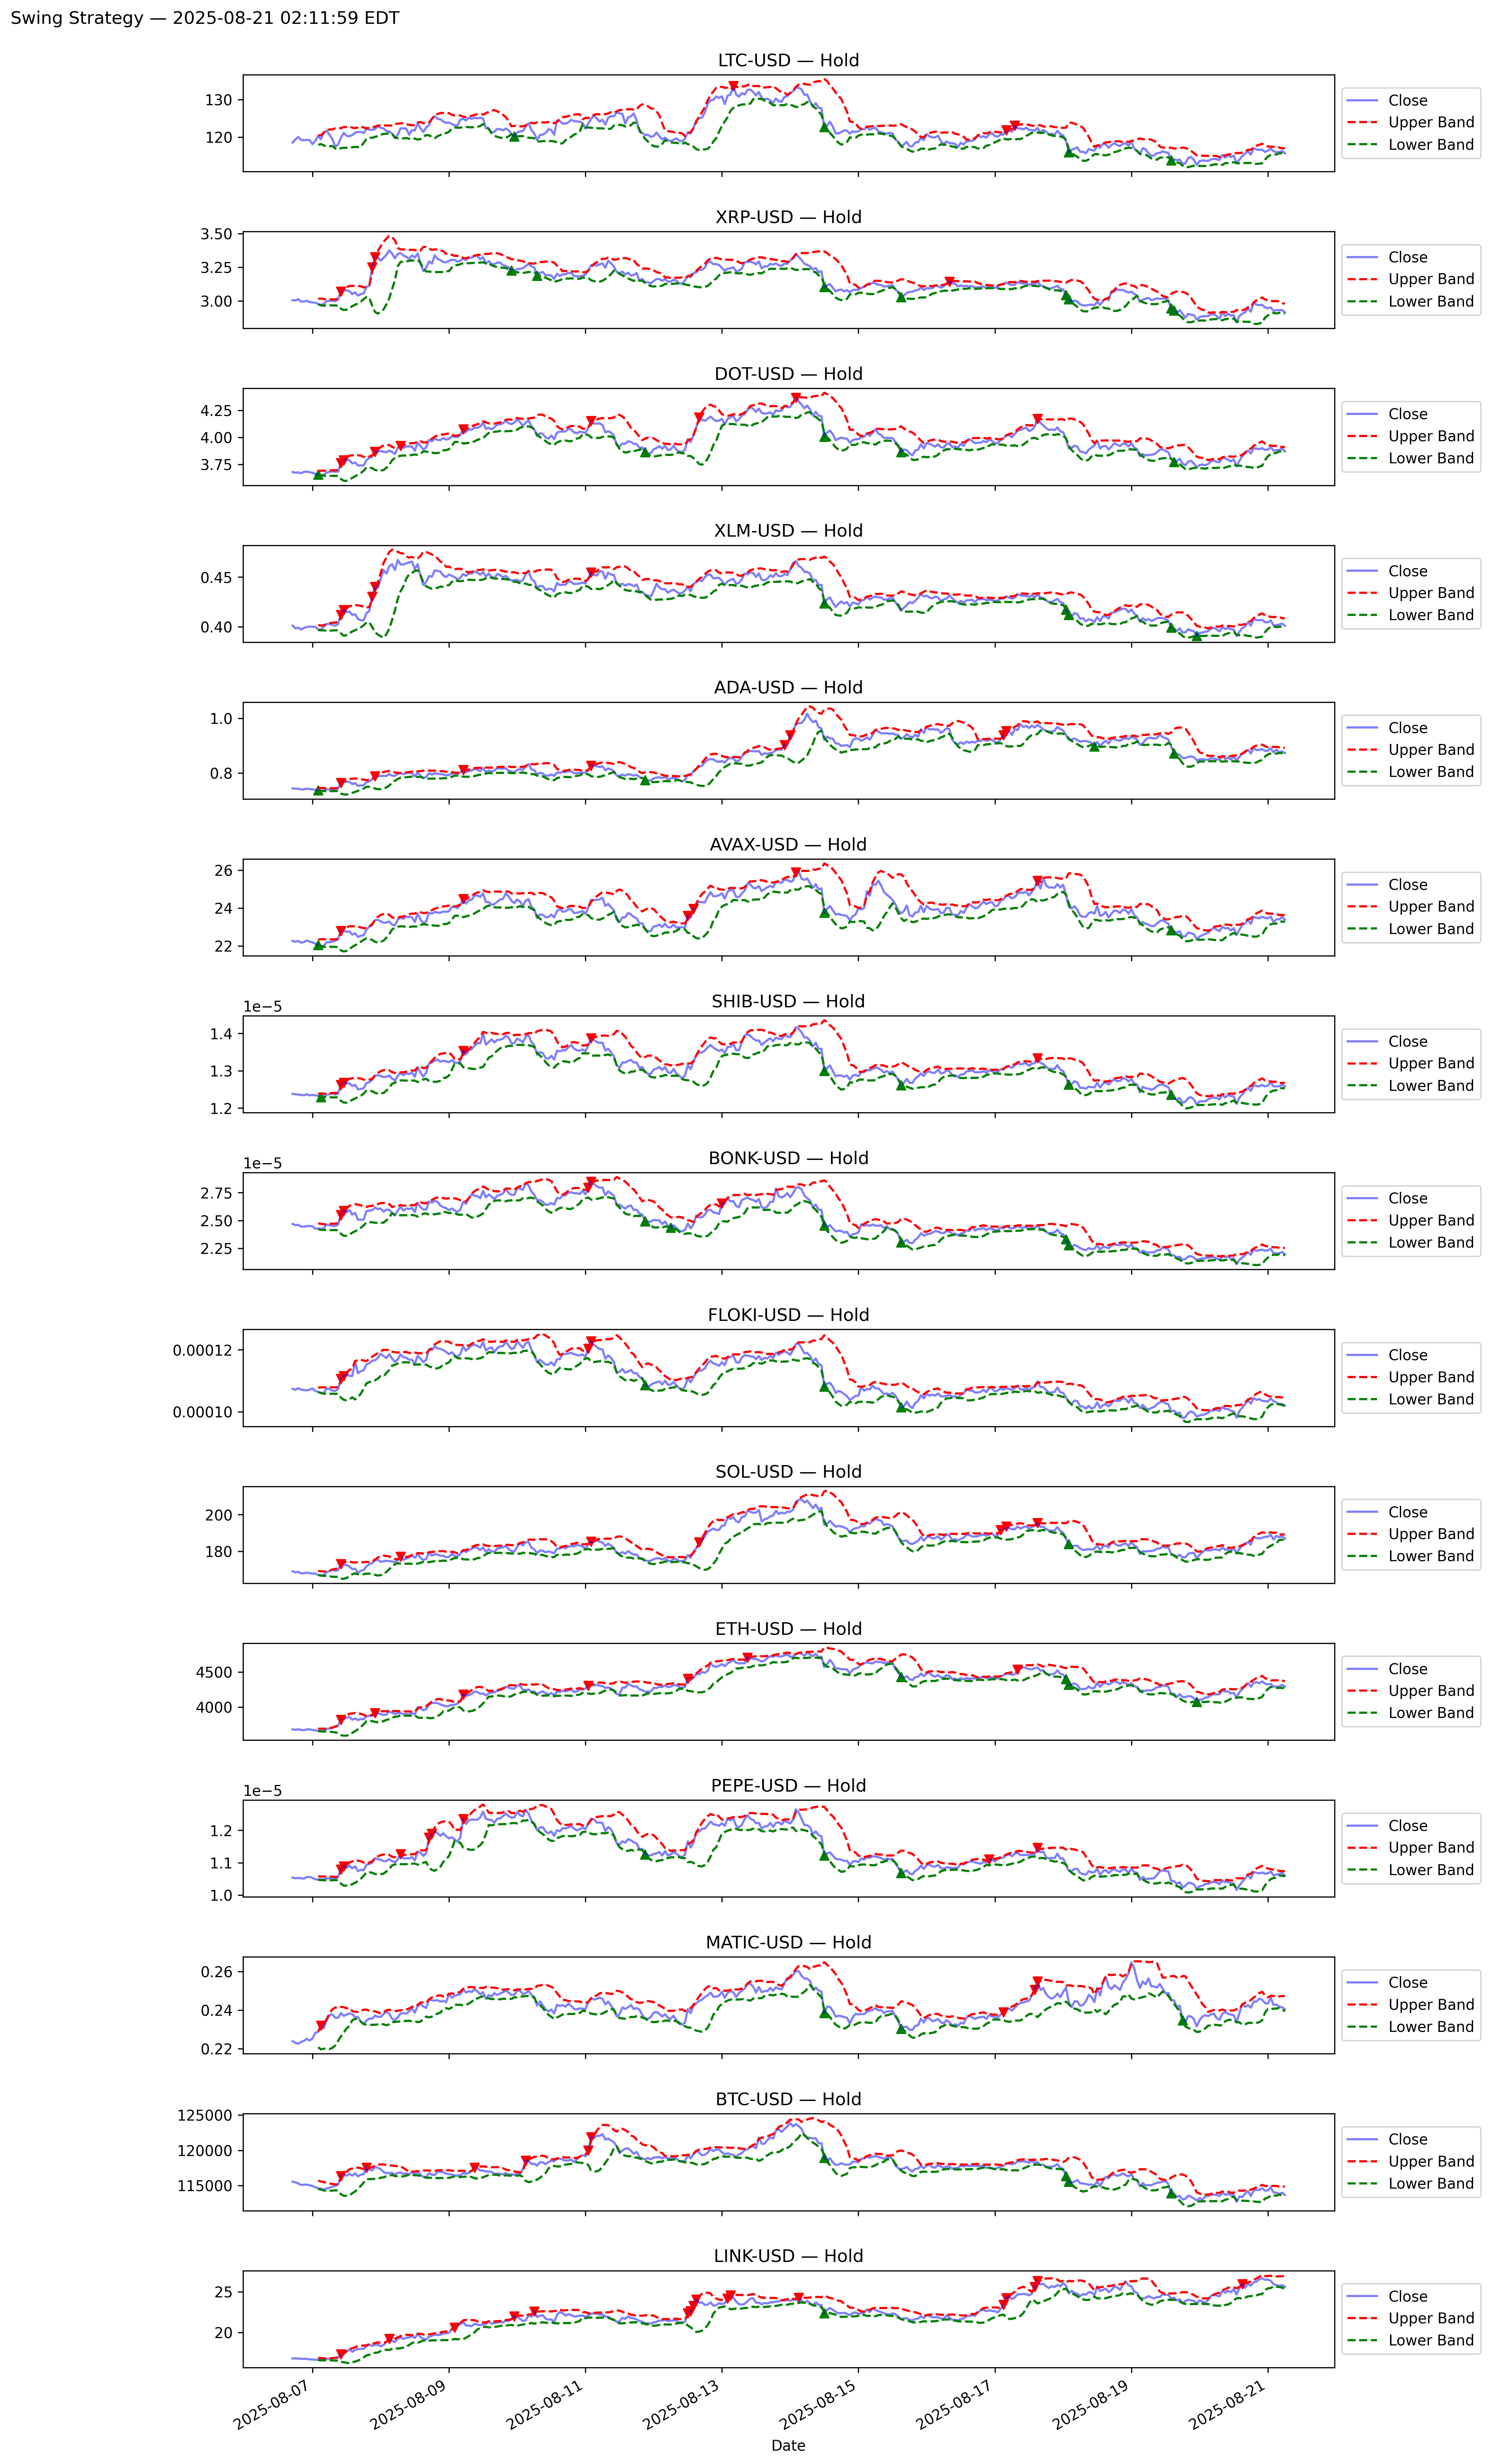 Swing Strategy — 2025-08-21 02:11:59 EDT
LTC-USD — Hold
130
120
Close
Upper Band
Lower Band
XRP-USD — Hold
3.50
3.25
3.00
Close
Upper Band
Lower Band
DOT-USD — Hold
4.25
4.00
3.75
Close
Upper Band
Lower Band
XLM-USD — Hold
0.45
0.40
Close
Upper Band
Lower Band
ADA-USD — Hold
1.0
0.8
Close
Upper Band
Lower Band
AVAX-USD — Hold
26
24
22
Close
Upper Band
Lower Band
SHIB-USD — Hold
1e−5
1.4
1.3
1.2
Close
Upper Band
Lower Band
BONK-USD — Hold
1e−5
2.75
2.50
2.25
Close
Upper Band
Lower Band
FLOKI-USD — Hold
0.00012
0.00010
Close
Upper Band
Lower Band
SOL-USD — Hold
200
180
Close
Upper Band
Lower Band
ETH-USD — Hold
4500
4000
Close
Upper Band
Lower Band
PEPE-USD — Hold
1e−5
1.2
1.1
1.0
Close
Upper Band
Lower Band
MATIC-USD — Hold
0.26
0.24
0.22
Close
Upper Band
Lower Band
BTC-USD — Hold
125000
120000
115000
Close
Upper Band
Lower Band
LINK-USD — Hold
25
20
Close
Upper Band
Lower Band
2025-08-07
2025-08-09
2025-08-11
2025-08-13
2025-08-15
2025-08-17
2025-08-19
2025-08-21
Date